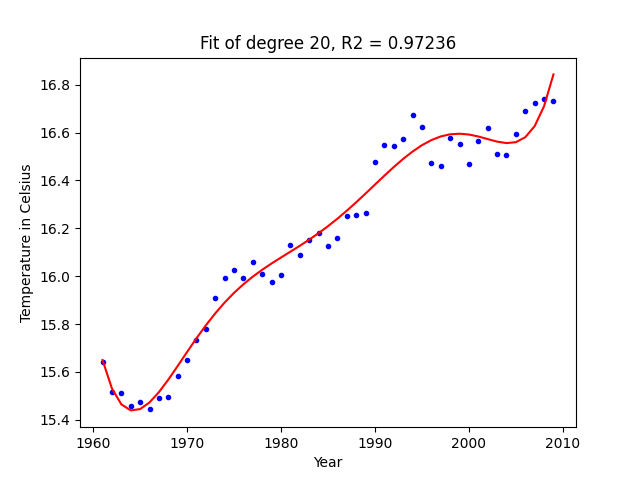 Fit of degree 20, R2 = 0.97236
16.8
16.6
16.4
16.2
16.0
15.8
15.6
15.4
Temperature in Celsius
1960 1970 1980 1990 2000 2010
Year